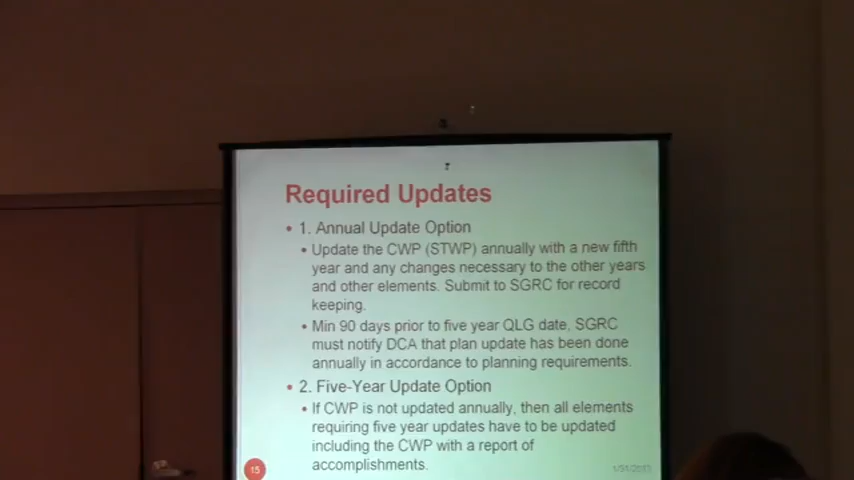 Required Updates
• 1. Annual Update Option
• Update the CWP (STWP) annually with a new fifth
year and any changes necessary to the other years
and other elements. Submit to SGRC for record
keeping.
• Min 90 days prior to five year QLG date, SGRC
must notify DCA that plan update has been done
annually in accordance to planning requirements.
• 2. Five-Year Update Option
• If CWP is not updated annually, then all elements
requiring five year updates have to be updated
including the CWP with a report of
accomplishments.
15